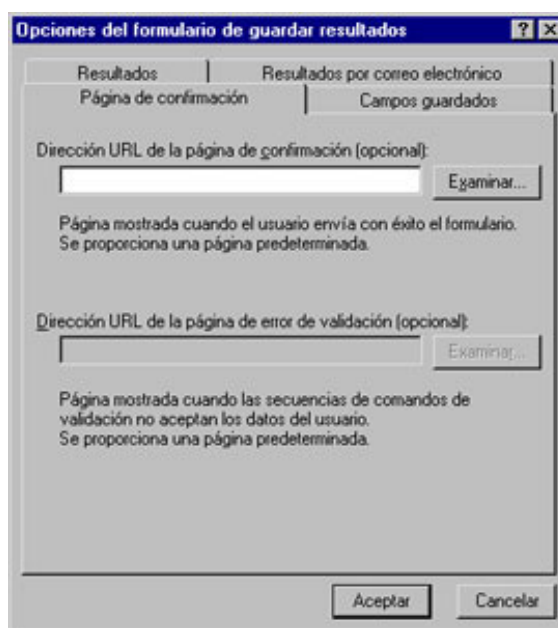 Opciones del formulario de guardar resultados
Resultados
Resultados por correo electrónico
Página de confirmación
Campos guardados
Dirección URL de la página de confirmación (opcional):
Examinar...
Página mostrada cuando el usuario envía con éxito el formulario.
Se proporciona una página predeterminada.
Dirección URL de la página de error de validación (opcional):
Examinar...
Página mostrada cuando las secuencias de comandos de
validación no aceptan los datos del usuario.
Se proporciona una página predeterminada.
Aceptar
Cancelar